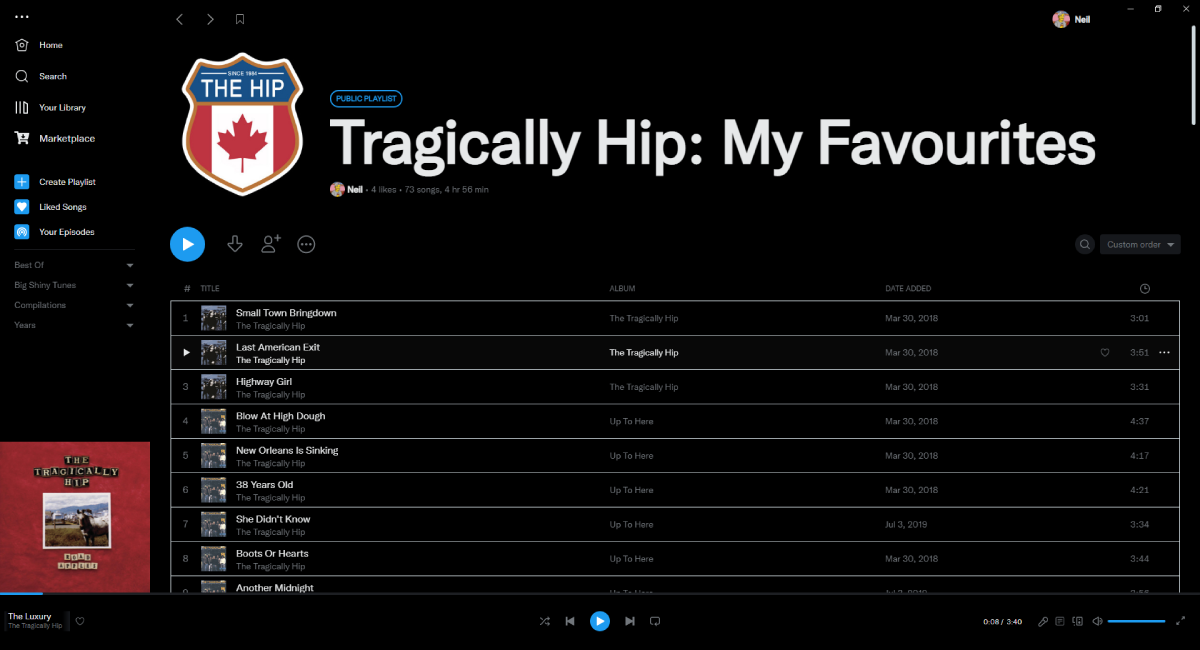 Home
Search
Your Library
Marketplace
Create Playlist
Liked Songs
Your Episodes
Best Of
Big Shiny Tunes
Compilations
Years
THE
TRAGICALLY
HIP
ROAD
APPLES
The Luxury
The Tragically Hip
Neil
SINCE 1984
THE HIP
PUBLIC PLAYLIST
Tragically Hip: My Favourites
Neil • 4 likes • 73 songs, 4 hr 56 min
Custom order
# TITLE ALBUM DATE ADDED
1 Small Town Bringdown The Tragically Hip Mar 30, 2018 3:01
The Tragically Hip
Last American Exit The Tragically Hip Mar 30, 2018 3:51
The Tragically Hip
3 Highway Girl The Tragically Hip Mar 30, 2018 3:31
The Tragically Hip
4 Blow At High Dough Up To Here Mar 30, 2018 4:37
The Tragically Hip
5 New Orleans Is Sinking Up To Here Mar 30, 2018 4:17
The Tragically Hip
6 38 Years Old Up To Here Mar 30, 2018 4:21
The Tragically Hip
7 She Didn't Know Up To Here Jul 3, 2019 3:34
The Tragically Hip
8 Boots Or Hearts Up To Here Mar 30, 2018 3:44
The Tragically Hip
9 Another Midnight Up To Here Jul 3, 2019
0:08 / 3:40